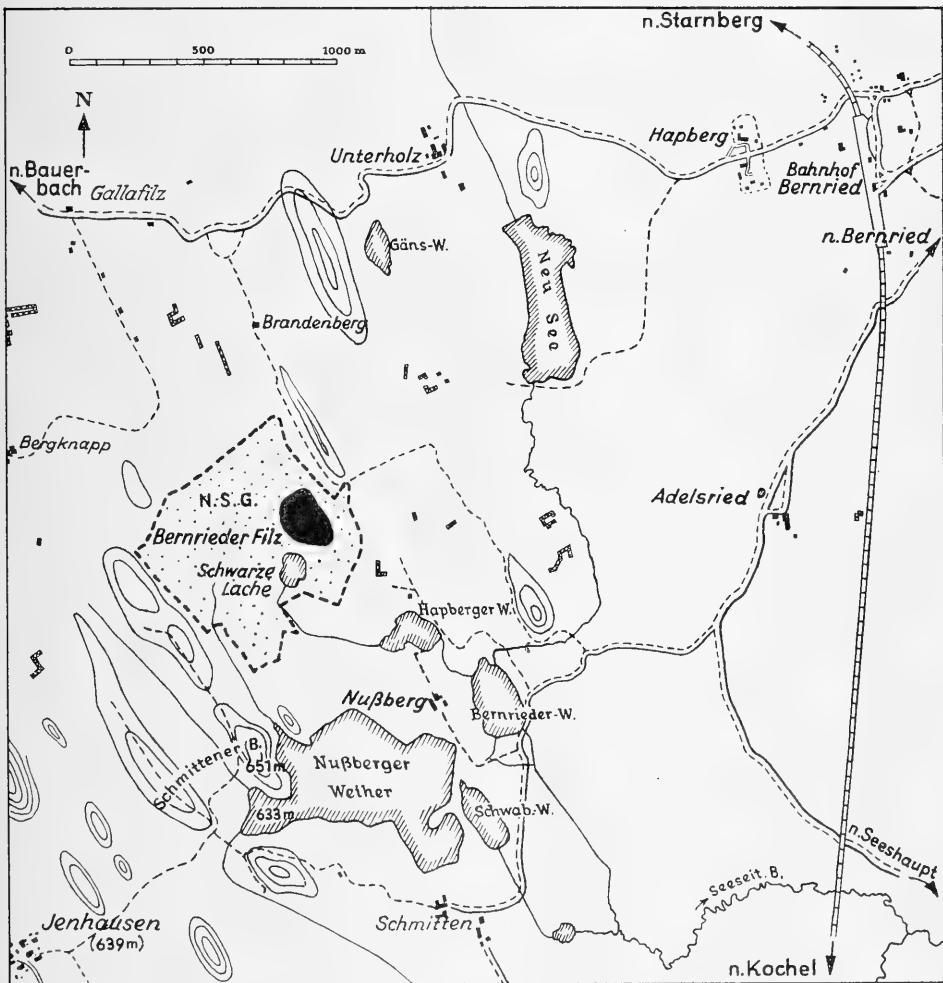 n.Starnberg
0 500 1000 m
N
Hapberg
Unterholz
n.Bauer-
bach
Gallafilz
Bahnhof
Bernried
n.Bernried
Gäns-W.
Neu See
Brandenberg
Bergknapp
N.S.G.
Bernrieder Filz
Adelsried
Schwarze
Lache
Hapberger W.
Nußberg
Bernrieder-W.
Schmittener B.
651m
Nußberger
Weiher
633m
Schwab-W.
n.Seeshaupt
Seeseit. B.
Jenhausen
(639m)
Schmitten
n.Kochel